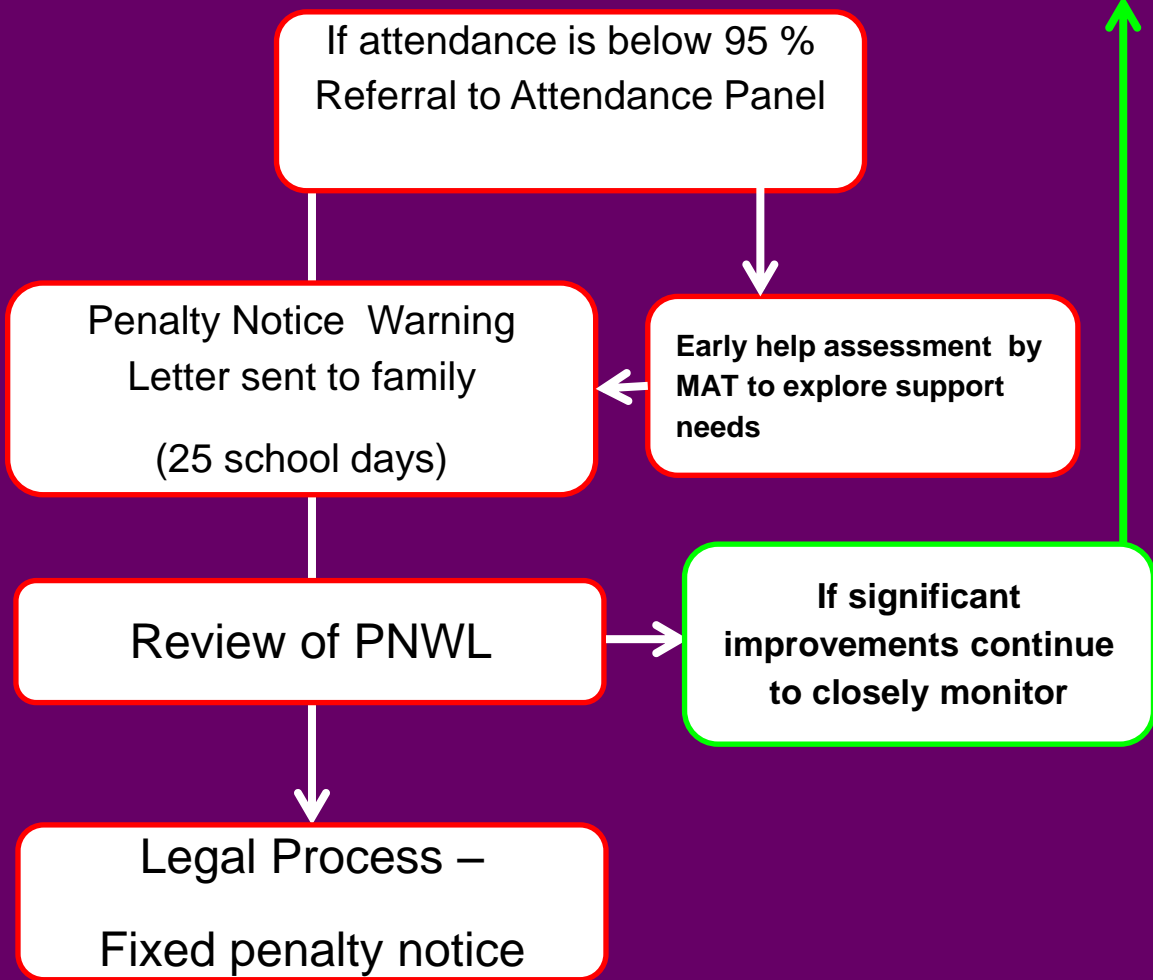 If attendance is below 95 %
Referral to Attendance Panel
Penalty Notice  Warning
Letter sent to family
(25 school days)
Early help assessment  by
MAT to explore support
needs
Review of PNWL
If significant
improvements continue
to closely monitor
Legal Process –
Fixed penalty notice